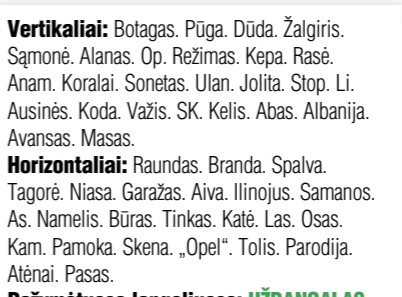 Vertikaliai: Botagas. Pūga. Dūda. Žalgiris.
Sąmonė. Alanas. Op. Režimas. Kepa. Rasė.
Anam. Koralai. Sonetas. Ulan. Jolita. Stop. Li.
Ausinės. Koda. Važis. SK. Kelis. Abas. Albanija.
Avansas. Masas.
Horizontaliai: Raundas. Branda. Spalva.
Tagorė. Niasa. Garažas. Aiva. Ilinojus. Samanos.
As. Namelis. Būras. Tinkas. Katė. Las. Osas.
Kam. Pamoka. Skena. „Opel“. Tolis. Parodija.
Atėnai. Pasas.